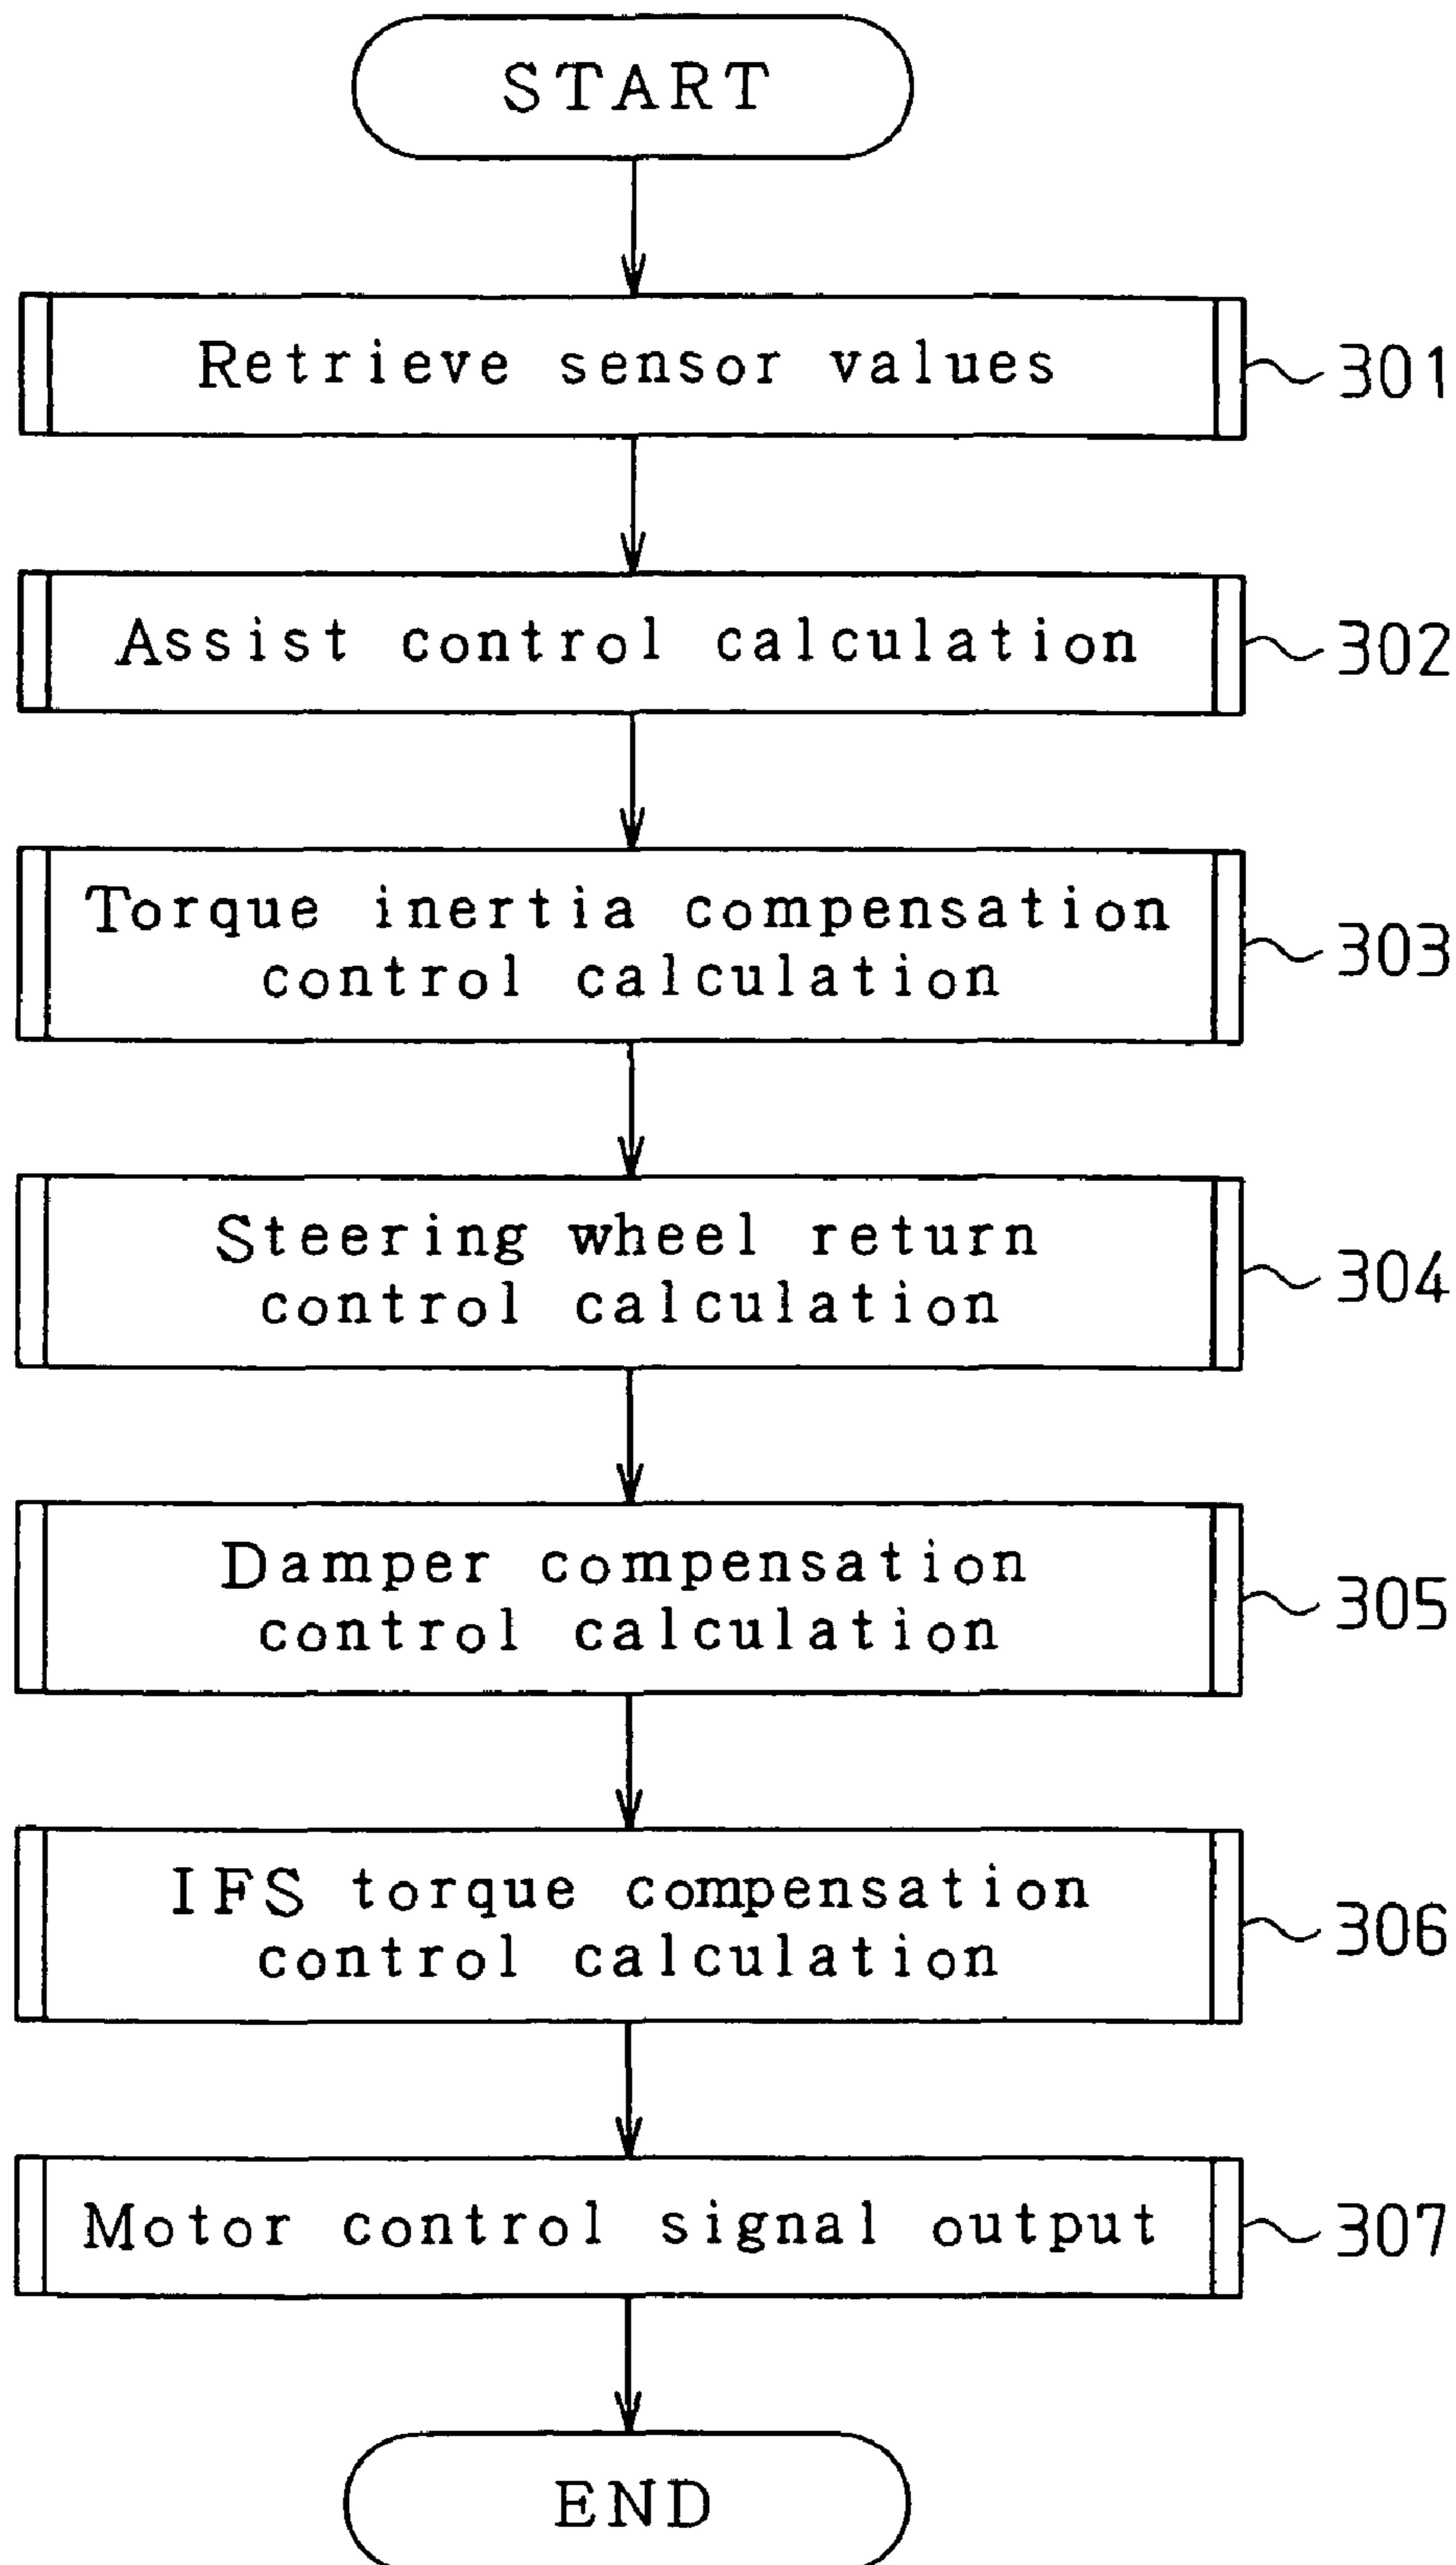 START
Retrieve sensor values
301
Assist control calculation
302
Torque inertia compensation
control calculation
303
Steering wheel return
control calculation
304
Damper compensation
control calculation
305
IFS torque compensation
control calculation
306
Motor control signal output
307
END